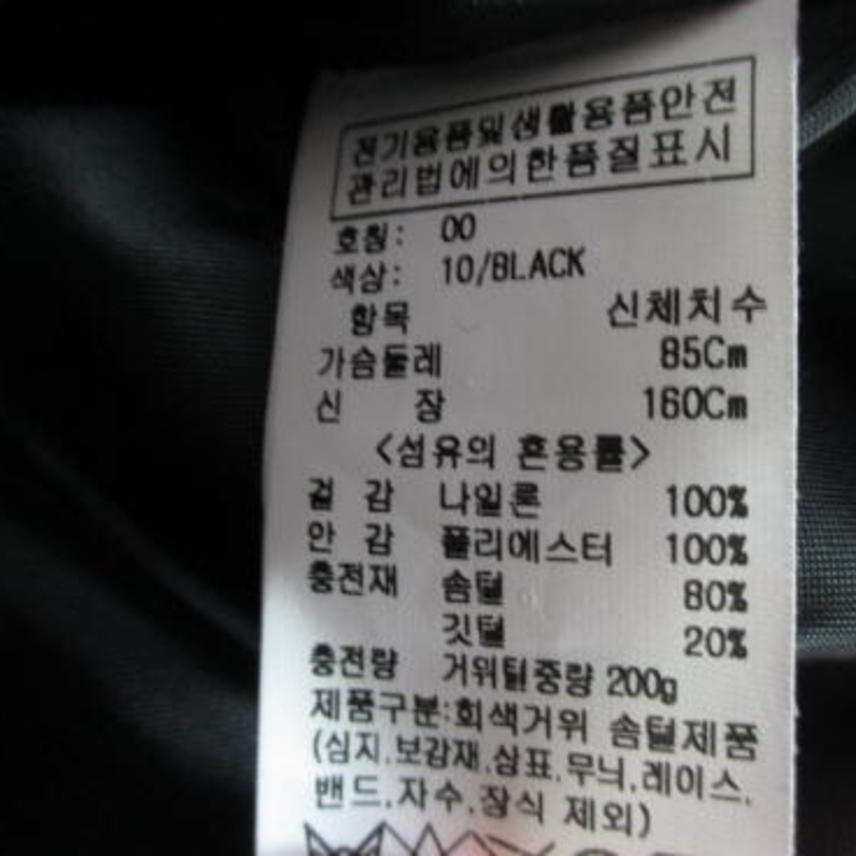 전기용품및생활용품안전
관리법에의한품질표시
호칭: 00
색상: 10/BLACK
항목 신체치수
가슴둘레 85Cm
신 장 160Cm
<섬유의 혼용률>
겉 감 나일론 100%
안 감 폴리에스터 100%
충전재 솜털 80%
깃털 20%
충전량 거위털중량 200g
제품구분:회색거위 솜털제품
(심지,보강재,상표,무늬,레이스,
밴드,자수,장식 제외)